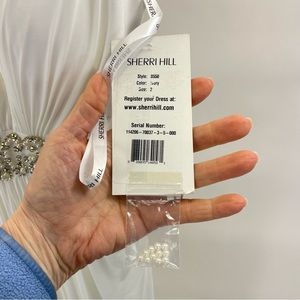 SHERRI HILL
Style:
Color: Ivory
Size: 2
Register your Dress at:
www.sherrihill.com
Serial Number:
SHERRI HILL